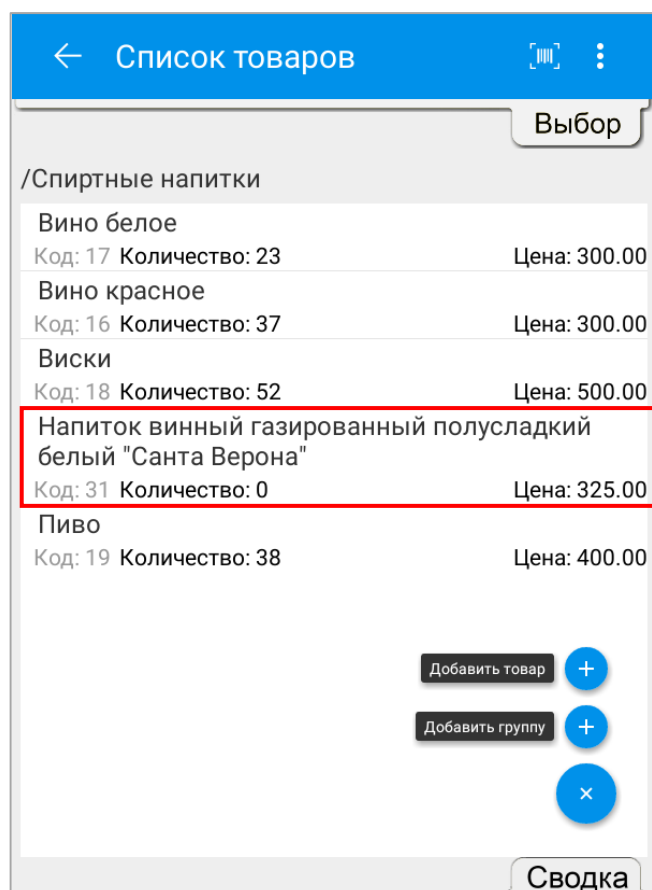 Список товаров
Выбор
/Спиртные напитки
Вино белое
Код: 17 Количество: 23 Цена: 300.00
Вино красное
Код: 16 Количество: 37 Цена: 300.00
Виски
Код: 18 Количество: 52 Цена: 500.00
Напиток винный газированный полусладкий
белый "Санта Верона"
Код: 31 Количество: 0 Цена: 325.00
Пиво
Код: 19 Количество: 38 Цена: 400.00
Добавить товар
Добавить группу
Сводка